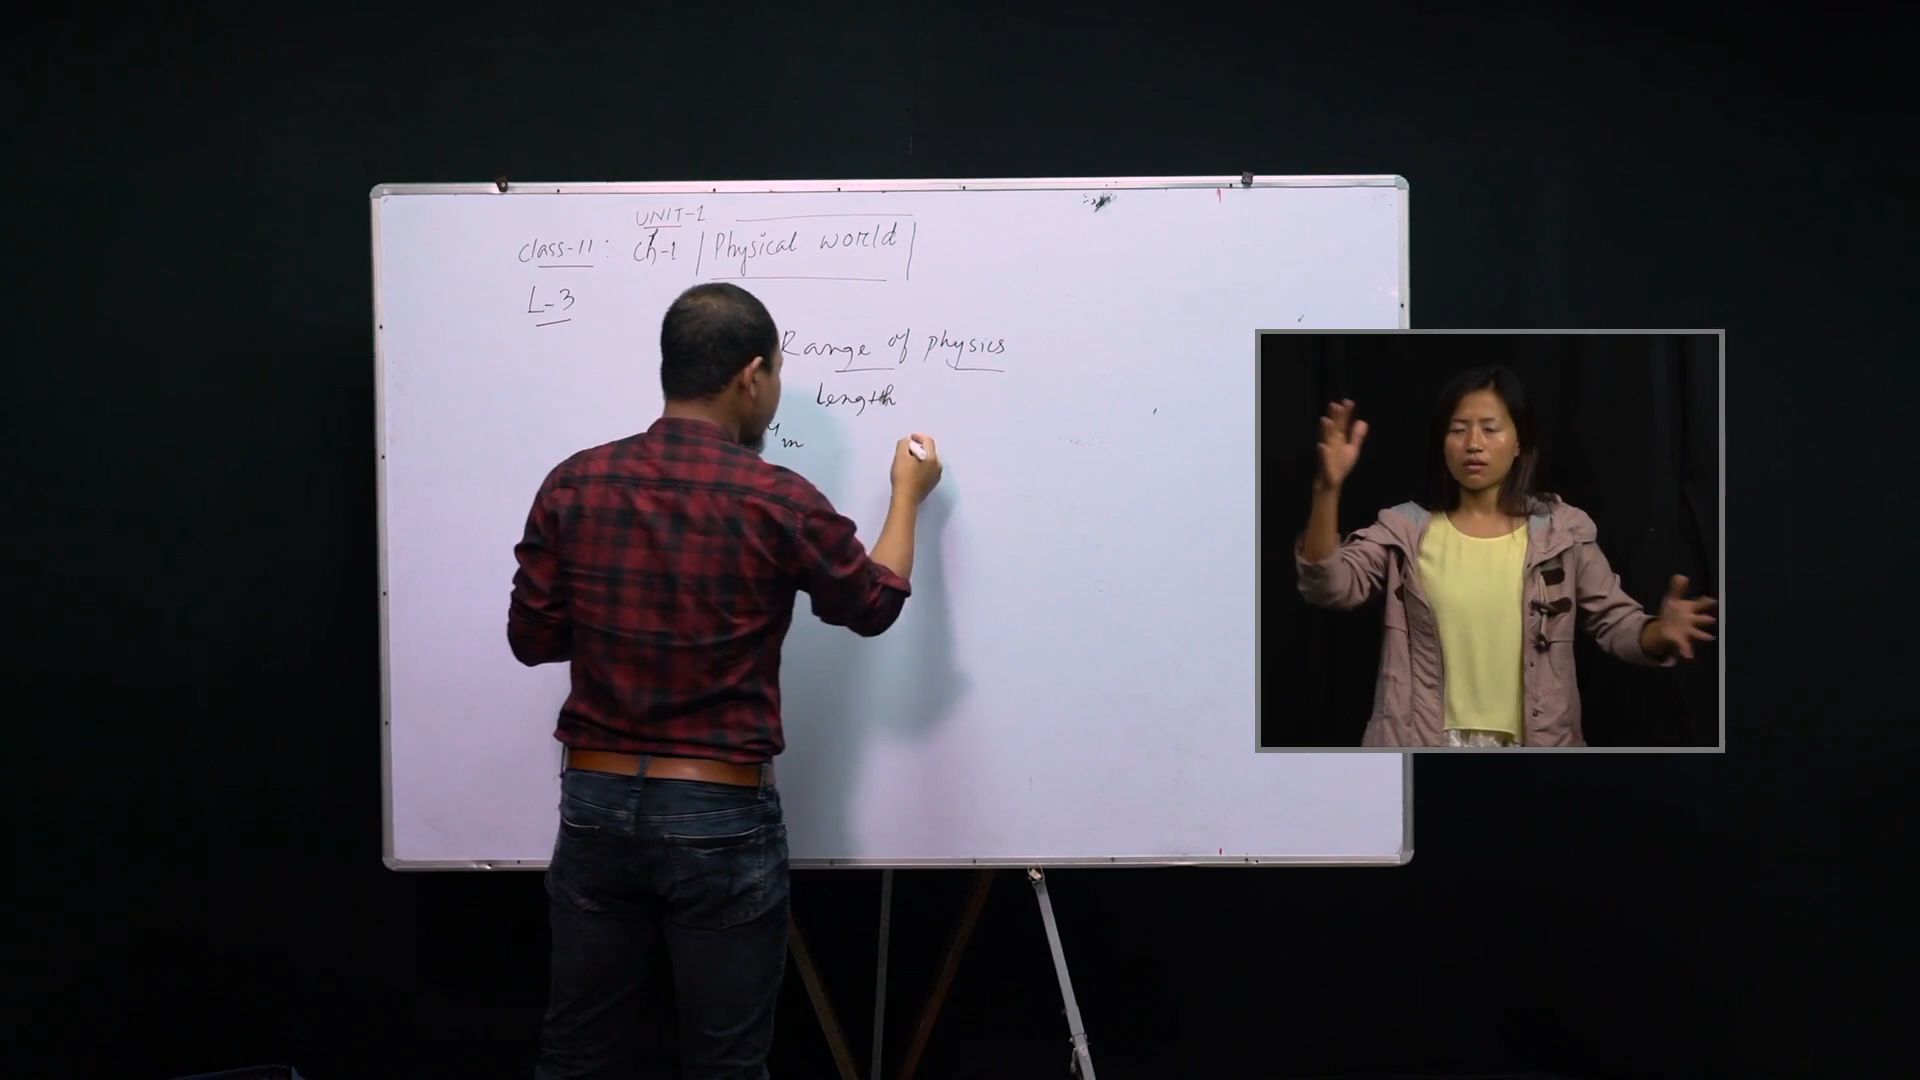 UNIT-1
Class-11: Ch-1 | Physical world |
L-3
Range of physics
Length
m